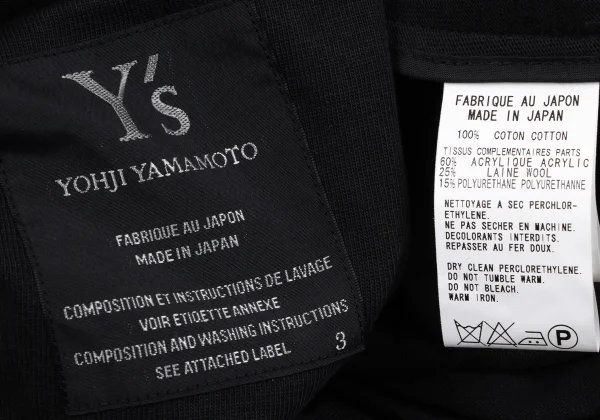 Y's
YOHJI YAMAMOTO
FABRIQUE AU JAPON
MADE IN JAPAN
COMPOSITION ET INSTRUCTIONS DE LAVAGE
VOIR ETIQETTE ANNEXE
COMPOSITION AND WASHING INSTRUCTIONS
SEE ATTACHED LABEL
3
FABRIQUE AU JAPON
MADE IN JAPAN
100% COTON COTTON
TISSUS COMPLEMENTAIRES PARTS
60% ACRYLIQUE ACRYLIC
25% LAINE WOOL
15% POLYURETHANE POLYURETHANNE
NETTOYAGE A SEC PERCHLOR-
ETHYLENE.
NE PAS SECHER EN MACHINE.
DECOLORANTS INTERDITS.
REPASSER AU FER DOUX.
DRY CLEAN PERCLORETHYLENE.
DO NOT TUMBLE WARM.
DO NOT BLEACH.
WARM IRON.
P